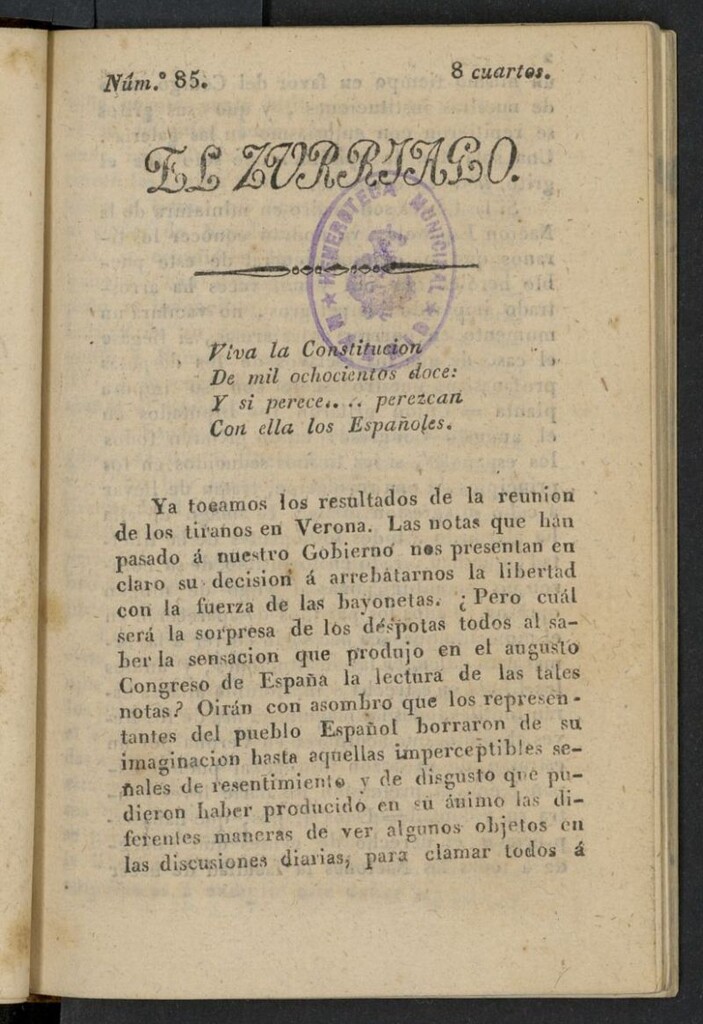 Núm.º 85.
8 cuartos.
EL ZURRIAGO.
HEMEROTECA MUNICIPAL
Viva la Constitucion
De mil ochocientos doce:
Y si perece.... perezcan
Con ella los Españoles.
Ya tocamos los resultados de la reunion
de los tiranos en Verona. Las notas que han
pasado á nuestro Gobierno nos presentan en
claro su decision á arrebatarnos la libertad
con la fuerza de las bayonetas. ¿Pero cuál
será la sorpresa de los déspotas todos al sa-
ber la sensacion que produjo en el augusto
Congreso de España la lectura de las tales
notas? Oirán con asombro que los represen-
tantes del pueblo Español borraron de su
imaginacion hasta aquellas imperceptibles se-
ñales de resentimiento y de disgusto que pu-
dieron haber producido en su ánimo las di-
ferentes maneras de ver algunos objetos en
las discusiones diarias, para clamar todos á